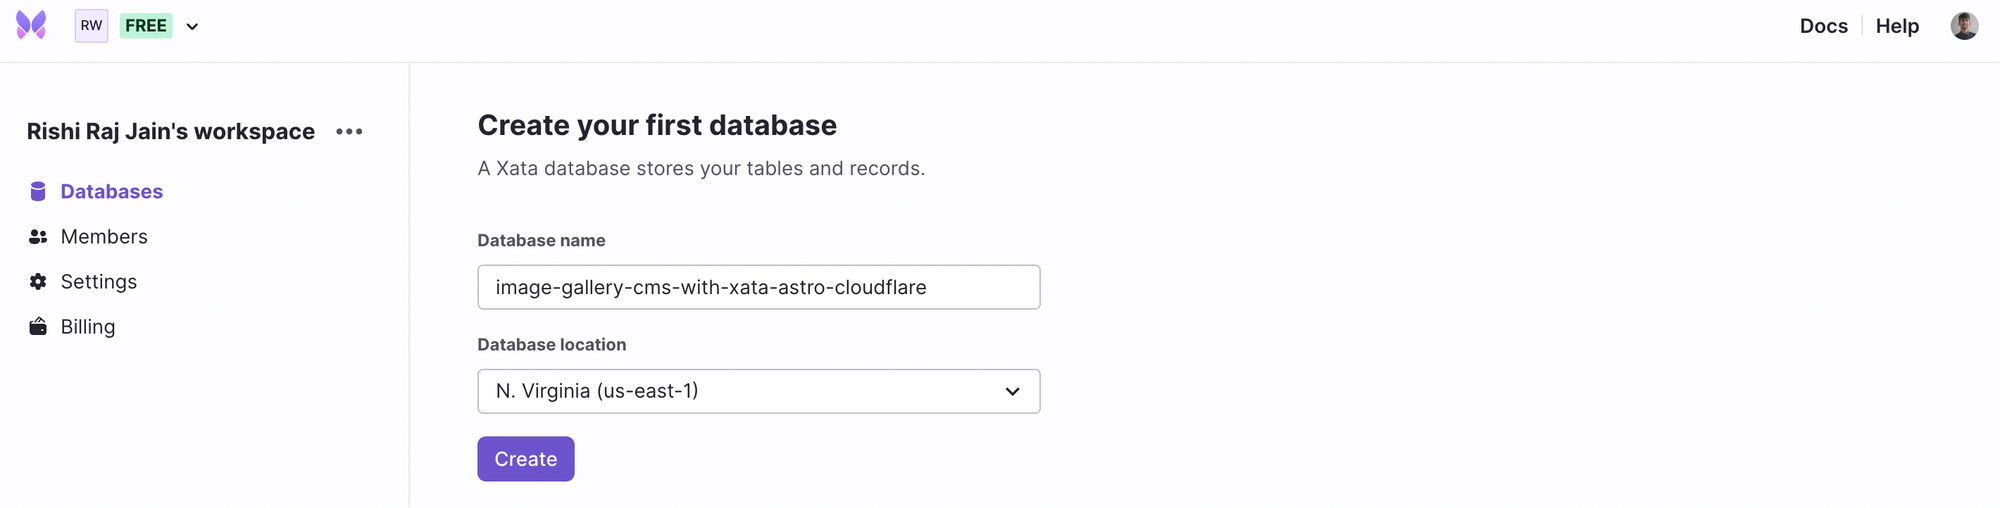 RW FREE
Docs Help
Rishi Raj Jain's workspace
Databases
Members
Settings
Billing
Create your first database
A Xata database stores your tables and records.
Database name
image-gallery-cms-with-xata-astro-cloudflare
Database location
N. Virginia (us-east-1)
Create